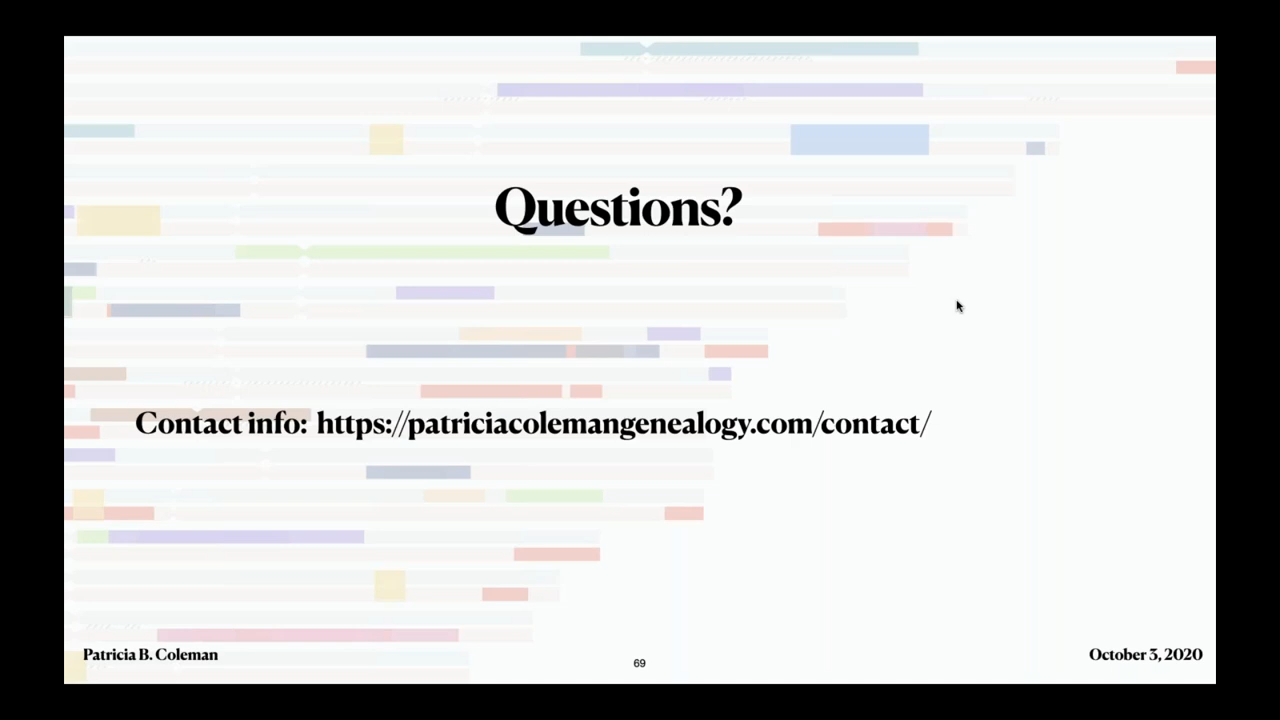 Questions?
Contact info: https://patriciacolemangenealogy.com/contact/
Patricia B. Coleman
69
October 3, 2020